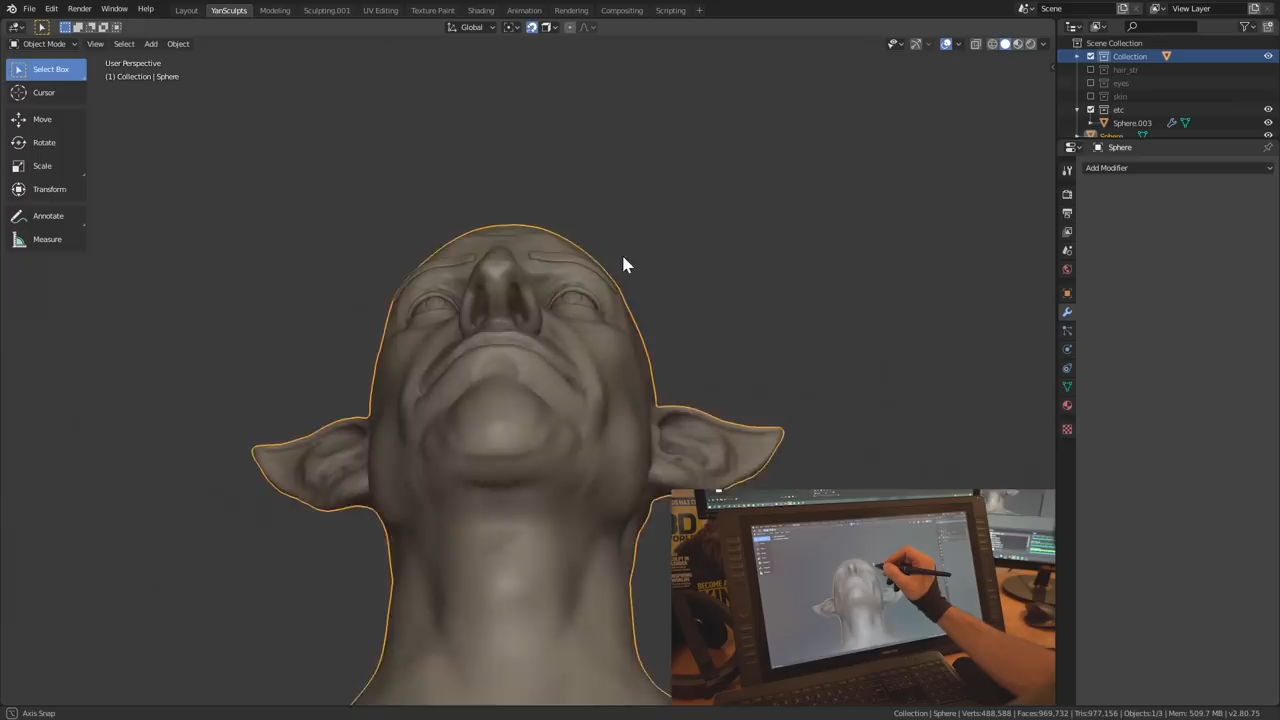 File Edit Render Window Help Layout YanSculpts Modeling Sculpting.001 UV Editing Texture Paint Shading Animation Rendering Compositing Scripting + Scene View Layer
Global
Object Mode View Select Add Object
User Perspective
(1) Collection | Sphere
Select Box
Cursor
Move
Rotate
Scale
Transform
Annotate
Measure
Scene Collection
Collection
hair_str
eyes
skin
etc
Sphere.003
Sphere
Sphere
Add Modifier
3D
Axis Snap
Collection | Sphere | Verts:488,588 | Faces:969,732 | Tris:977,156 | Objects:1/3 | Mem: 509.7 MB | v2.80.75